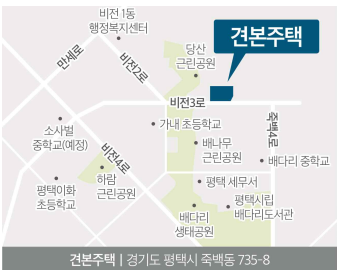 비전 1동
행정복지센터
견본주택
만세로
비전2로
당산
근린공원
비전3로
죽백4로
소사벌
중학교(예정)
가내 초등학교
비전4로
배나무
근린공원
배다리 중학교
하람
근린공원
평택이화
초등학교
평택 세무서
배다리
생태공원
평택시립
배다리도서관
견본주택 | 경기도 평택시 죽백동 735-8